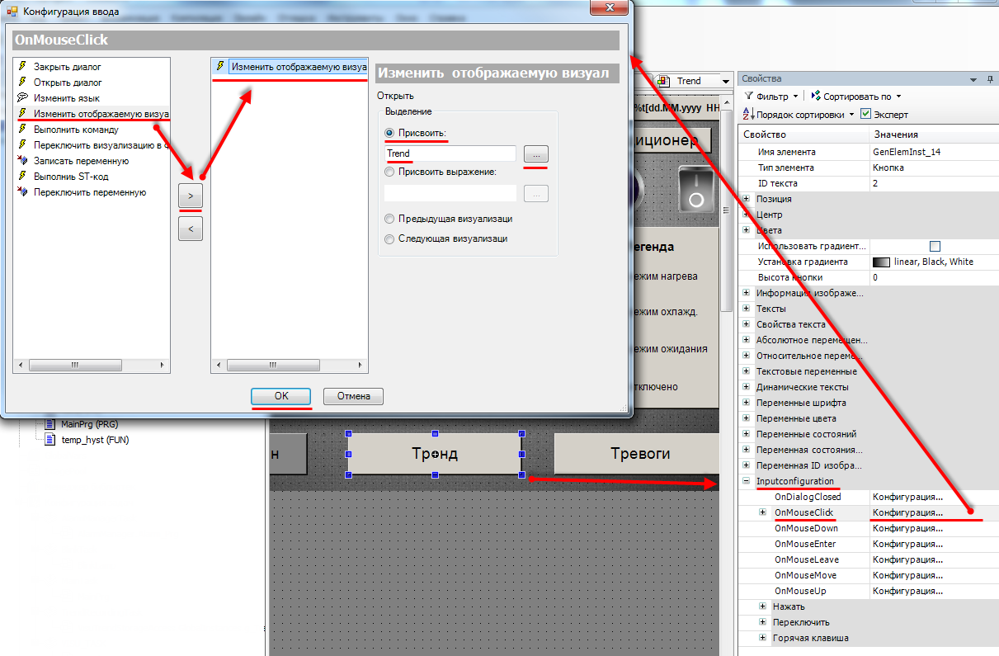 Конфигурация ввода
OnMouseClick
Закрыть диалог
Открыть диалог
Изменить язык
Изменить отображаемую визуа
Выполнить команду
Переключить визуализацию в ф
Записать переменную
Выполнить ST-код
Переключить переменную
>
<
Изменить отображаемую визуа
Изменить отображаемую визуал
Открыть
Выделение
Присвоить:
Trend
...
Присвоить выражение:
...
Предыдущая визуализаци
Следующая визуализаци
OK
Отмена
MainPrg (PRG)
temp_hyst (FUN)
Trend
%t[dd.MM.yyyy HH
иционер
егенда
ежим нагрева
ежим охлажд.
ежим ожидания
тключено
н
Тренд
Тревоги
Свойства
Фильтр
Сортировать по
Порядок сортировки
Эксперт
Свойство Значения
Имя элемента GenElemInst_14
Тип элемента Кнопка
ID текста 2
Позиция
Центр
Цвета
Использовать градиент...
Установка градиента linear, Black, White
Высота кнопки 0
Информация изображе...
Тексты
Свойства текста
Абсолютное перемещен...
Относительное переме...
Текстовые переменные
Динамические тексты
Переменные шрифта
Переменные цвета
Переменные состояний
Переменная состояния...
Переменная ID изобра...
Inputconfiguration
OnDialogClosed Конфигурация...
OnMouseClick Конфигурация...
OnMouseDown Конфигурация...
OnMouseEnter Конфигурация...
OnMouseLeave Конфигурация...
OnMouseMove Конфигурация...
OnMouseUp Конфигурация...
Нажать
Переключить
Горячая клавиша